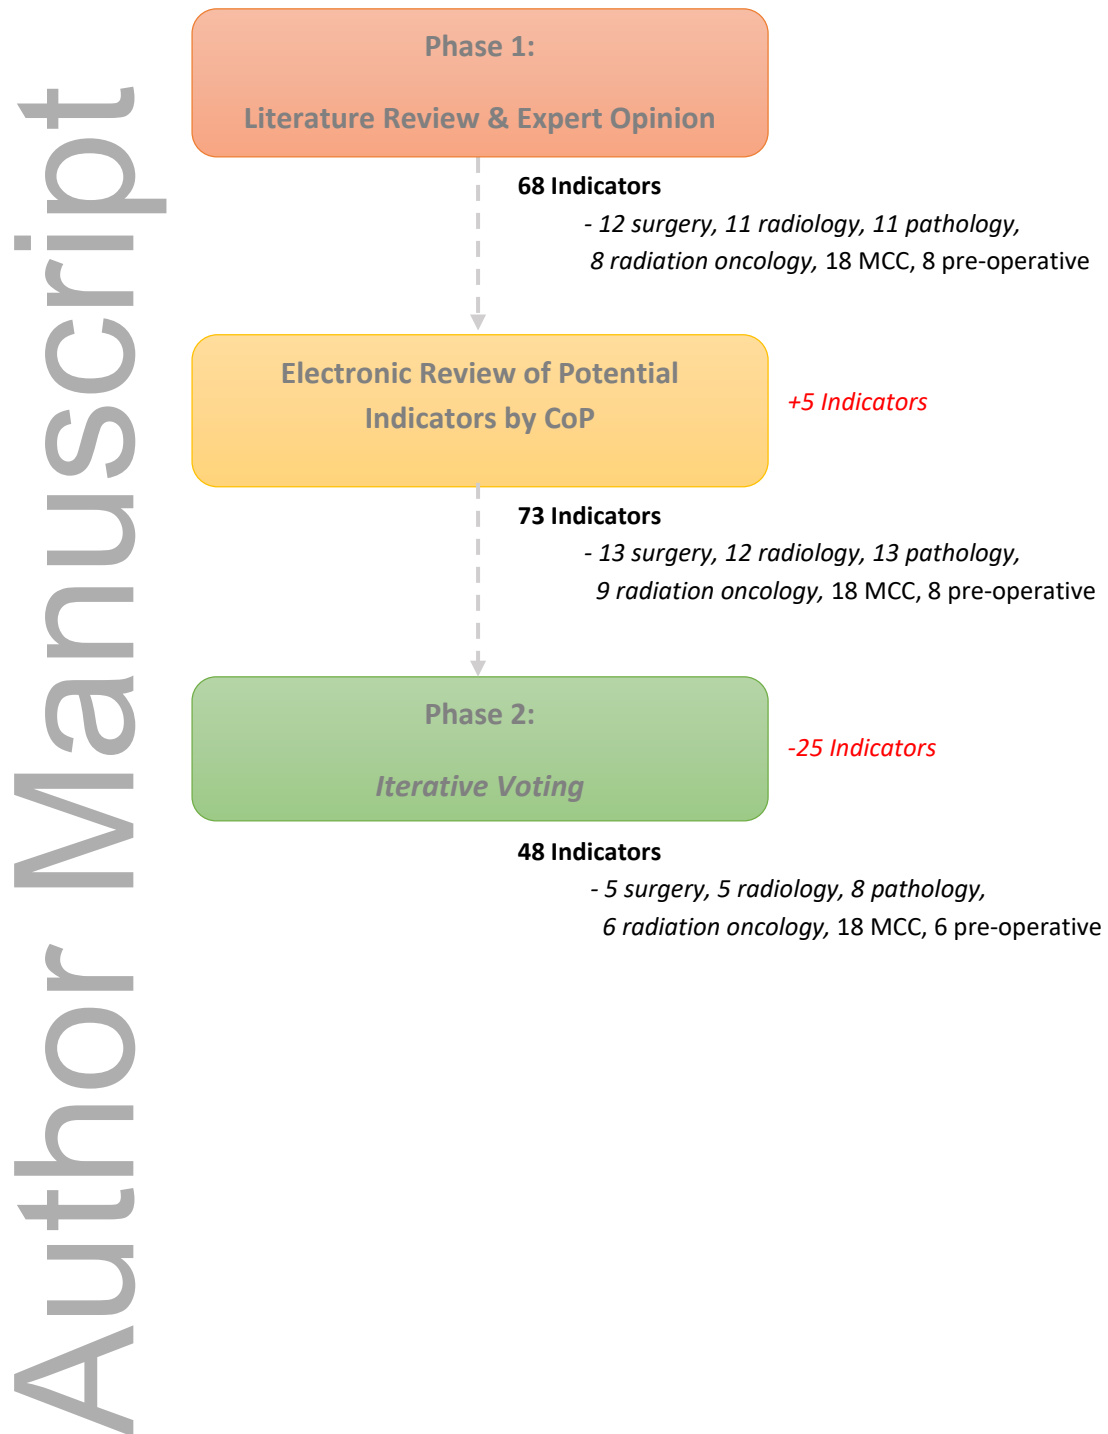 Author Manuscript
Phase 1:
Literature Review & Expert Opinion
68 Indicators
- 12 surgery, 11 radiology, 11 pathology,
8 radiation oncology, 18 MCC, 8 pre-operative
Electronic Review of Potential
Indicators by CoP
+5 Indicators
73 Indicators
- 13 surgery, 12 radiology, 13 pathology,
9 radiation oncology, 18 MCC, 8 pre-operative
Phase 2:
Iterative Voting
-25 Indicators
48 Indicators
- 5 surgery, 5 radiology, 8 pathology,
6 radiation oncology, 18 MCC, 6 pre-operative